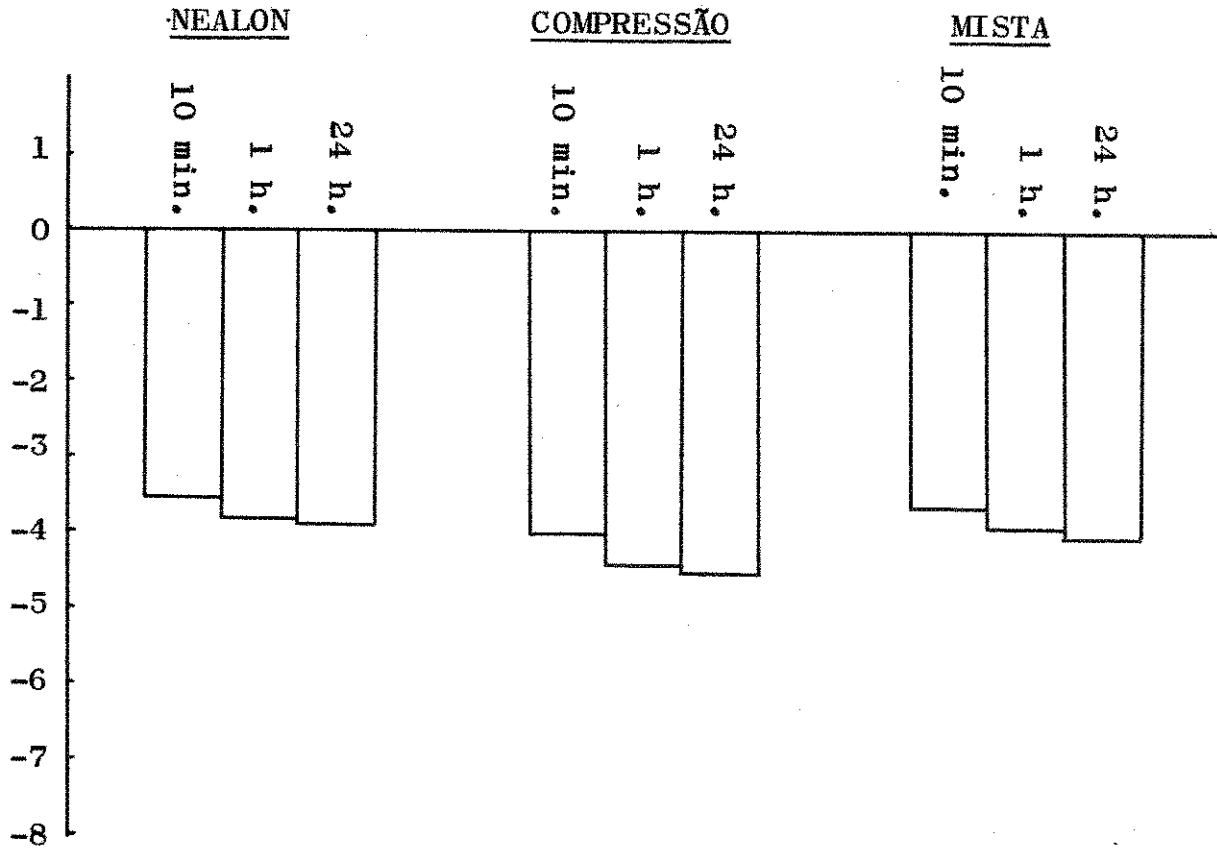 NEALON
COMPRESSÃO
MISTA
10 min.
1 h.
24 h.
10 min.
1 h.
24 h.
10 min.
1 h.
24 h.
1
0
-1
-2
-3
-4
-5
-6
-7
-8